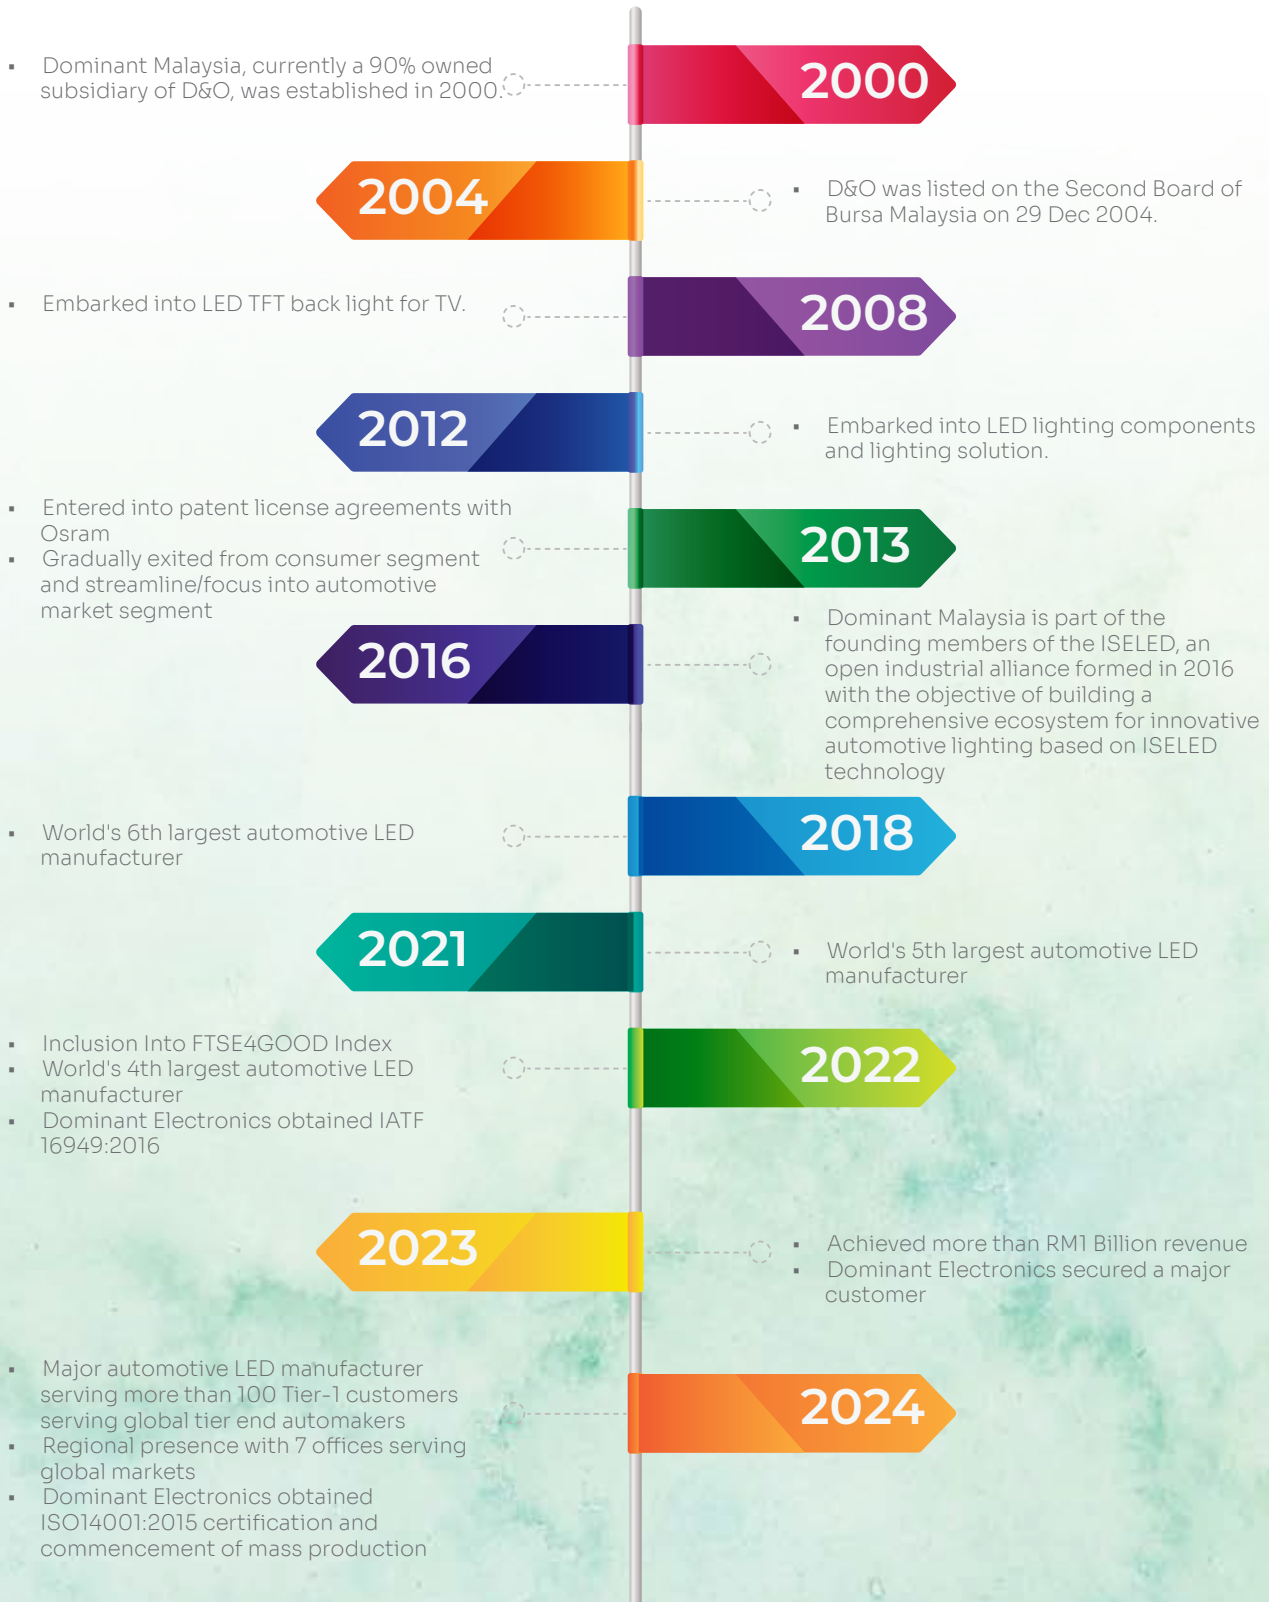 2000
▪ Dominant Malaysia, currently a 90% owned
subsidiary of D&O, was established in 2000.
2004
▪ D&O was listed on the Second Board of
Bursa Malaysia on 29 Dec 2004.
2008
▪ Embarked into LED TFT back light for TV.
2012
▪ Embarked into LED lighting components
and lighting solution.
2013
▪ Entered into patent license agreements with
Osram
▪ Gradually exited from consumer segment
and streamline/focus into automotive
market segment
2016
▪ Dominant Malaysia is part of the
founding members of the ISELED, an
open industrial alliance formed in 2016
with the objective of building a
comprehensive ecosystem for innovative
automotive lighting based on ISELED
technology
2018
▪ World's 6th largest automotive LED
manufacturer
2021
▪ World's 5th largest automotive LED
manufacturer
2022
▪ Inclusion Into FTSE4GOOD Index
▪ World's 4th largest automotive LED
manufacturer
▪ Dominant Electronics obtained IATF
16949:2016
2023
▪ Achieved more than RM1 Billion revenue
▪ Dominant Electronics secured a major
customer
2024
▪ Major automotive LED manufacturer
serving more than 100 Tier-1 customers
serving global tier end automakers
▪ Regional presence with 7 offices serving
global markets
▪ Dominant Electronics obtained
ISO14001:2015 certification and
commencement of mass production